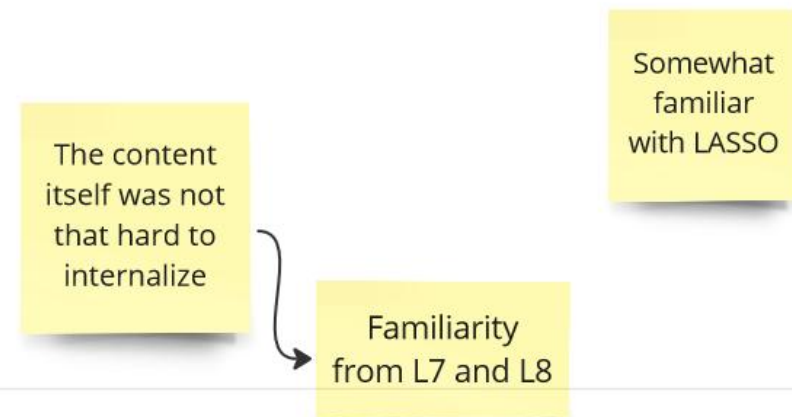 The content
itself was not
that hard to
internalize
Familiarity
from L7 and L8
Somewhat
familiar
with LASSO